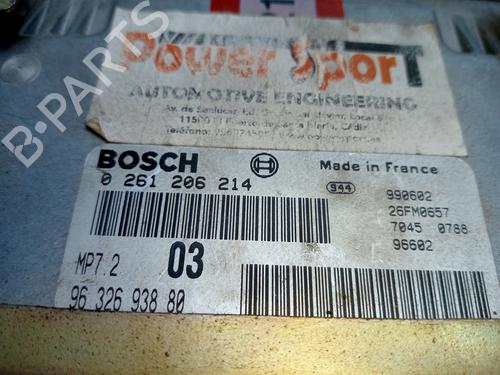 Power Sport
AUTOMOTIVE ENGINEERING
BOSCH
Made in France
0 261 206 214
944
990602
26FM0657
7045 0788
96602
MP7.2
03
96 326 938 80
B-PARTS